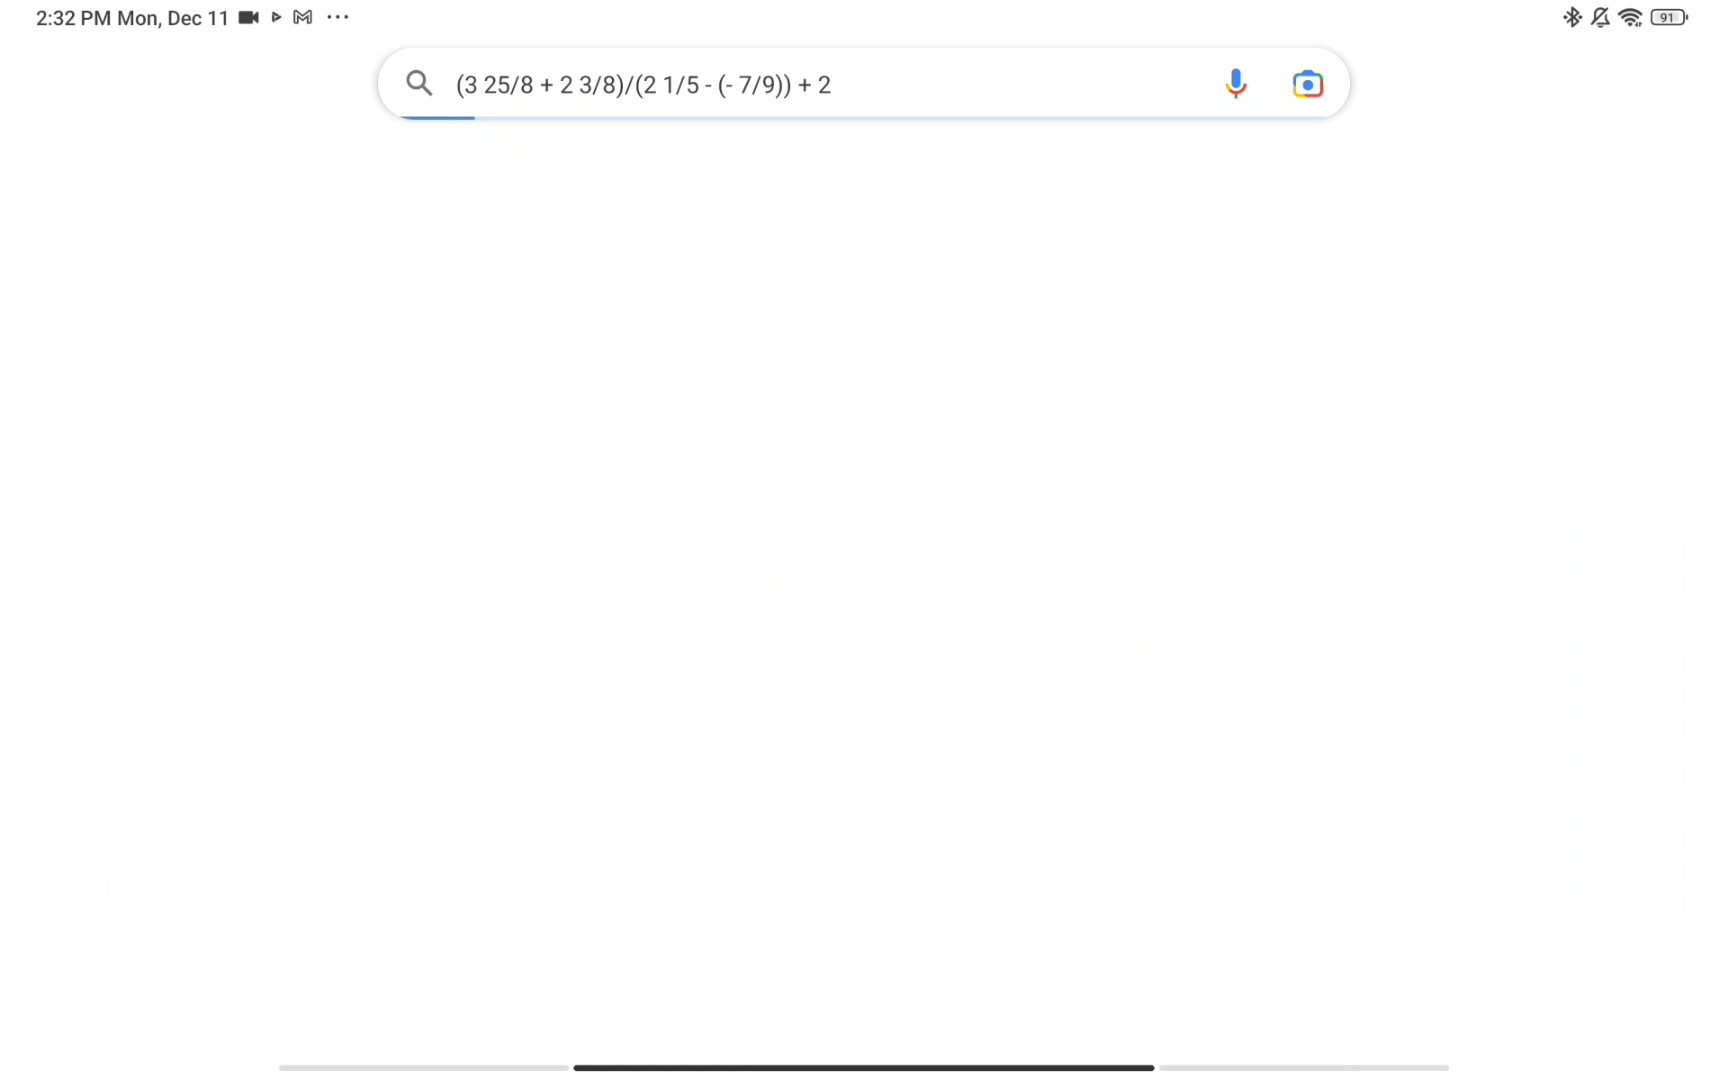 2:32 PM Mon, Dec 11
91
(3 25/8 + 2 3/8)/(2 1/5 - (- 7/9)) + 2